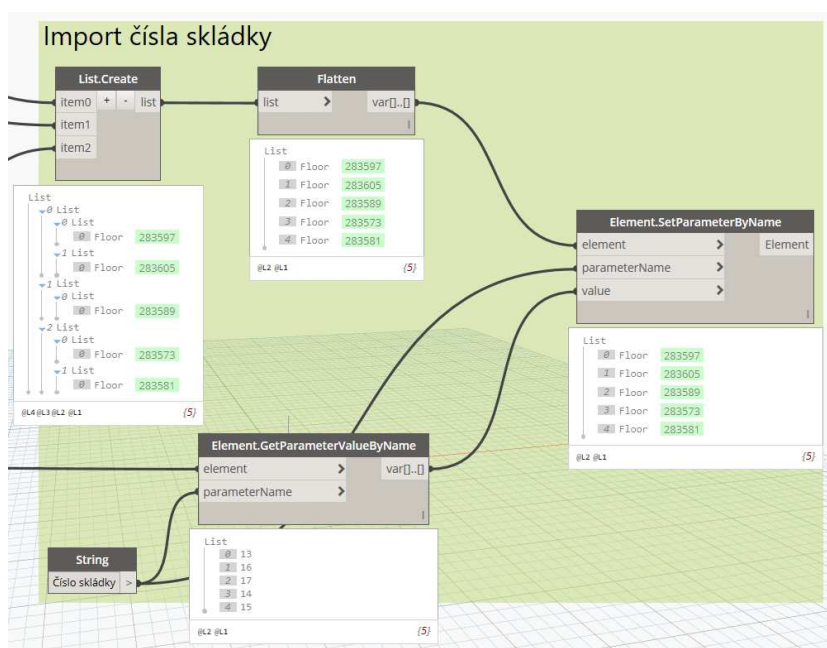 Import čísla skládky
List.Create
item0 + - list
item1
item2
List
0 List
0 List
0 Floor 283597
1 List
0 Floor 283605
1 List
0 List
0 Floor 283589
2 List
0 List
0 Floor 283573
1 List
0 Floor 283581
@L4 @L3 @L2 @L1 {5}
Flatten
list > var[]..[]
List
0 Floor 283597
1 Floor 283605
2 Floor 283589
3 Floor 283573
4 Floor 283581
@L2 @L1 {5}
Element.SetParameterByName
element > Element
parameterName >
value >
List
0 Floor 283597
1 Floor 283605
2 Floor 283589
3 Floor 283573
4 Floor 283581
@L2 @L1 {5}
Element.GetParameterValueByName
element > var[]..[]
parameterName >
List
0 13
1 16
2 17
3 14
4 15
@L2 @L1 {5}
String
Číslo skládky >